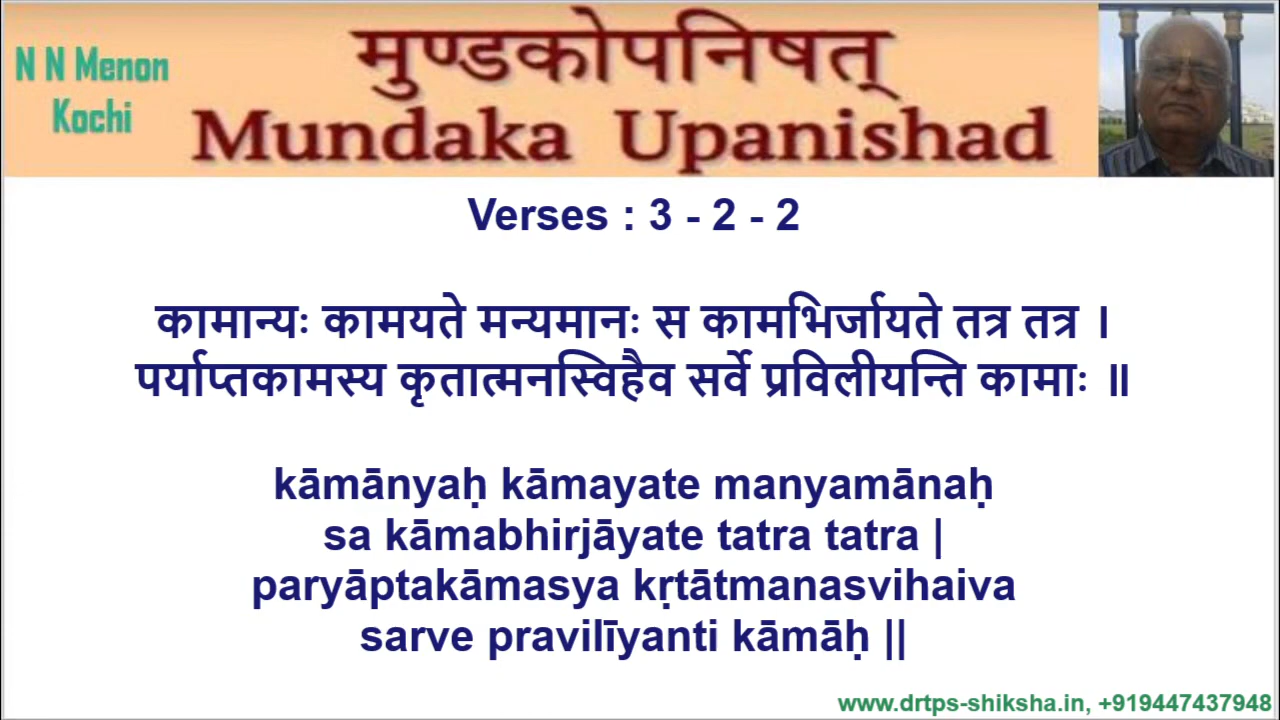 N N Menon
Kochi
मुण्डकोपनिषत्
Mundaka Upanishad
Verses : 3 - 2 - 2
कामान्यः कामयते मन्यमानः स कामभिर्जायते तत्र तत्र ।
पर्याप्तकामस्य कृतात्मनस्विहैव सर्वे प्रविलीयन्ति कामाः ॥
kāmānyaḥ kāmayate manyamānaḥ
sa kāmabhirjāyate tatra tatra |
paryāptakāmasya kṛtātmanasvihaiva
sarve pravilīyanti kāmāḥ ||
www.drtps-shiksha.in, +919447437948